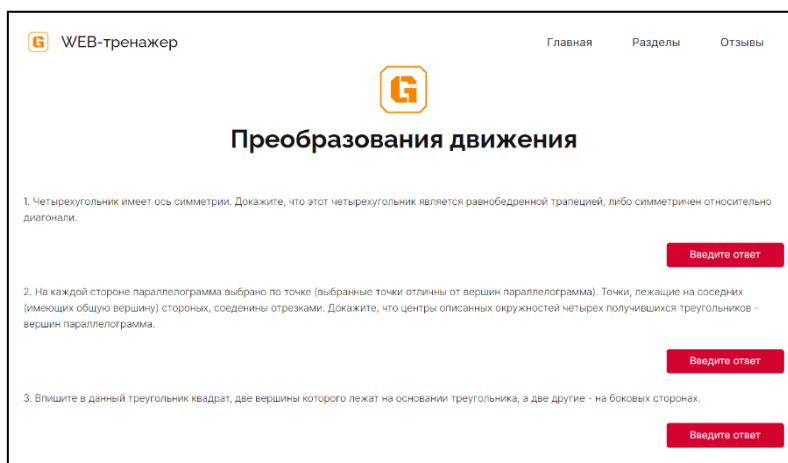 G WEB-тренажер Главная Разделы Отзывы
G
Преобразования движения
1. Четырехугольник имеет ось симметрии. Докажите, что этот четырехугольник является равнобедренной трапецией, либо симметричен относительно
диагонали.
Введите ответ
2. На каждой стороне параллелограмма выбрано по точке (выбранные точки отличны от вершин параллелограмма). Точки, лежащие на соседних
(имеющих общую вершину) стороных, соеденины отрезками. Докажите, что центры описанных окружностей четырех получившихся треугольников -
вершин параллелограмма.
Введите ответ
3. Впишите в данный треугольник квадрат, две вершины которого лежат на основании треугольника, а две другие - на боковых сторонах.
Введите ответ